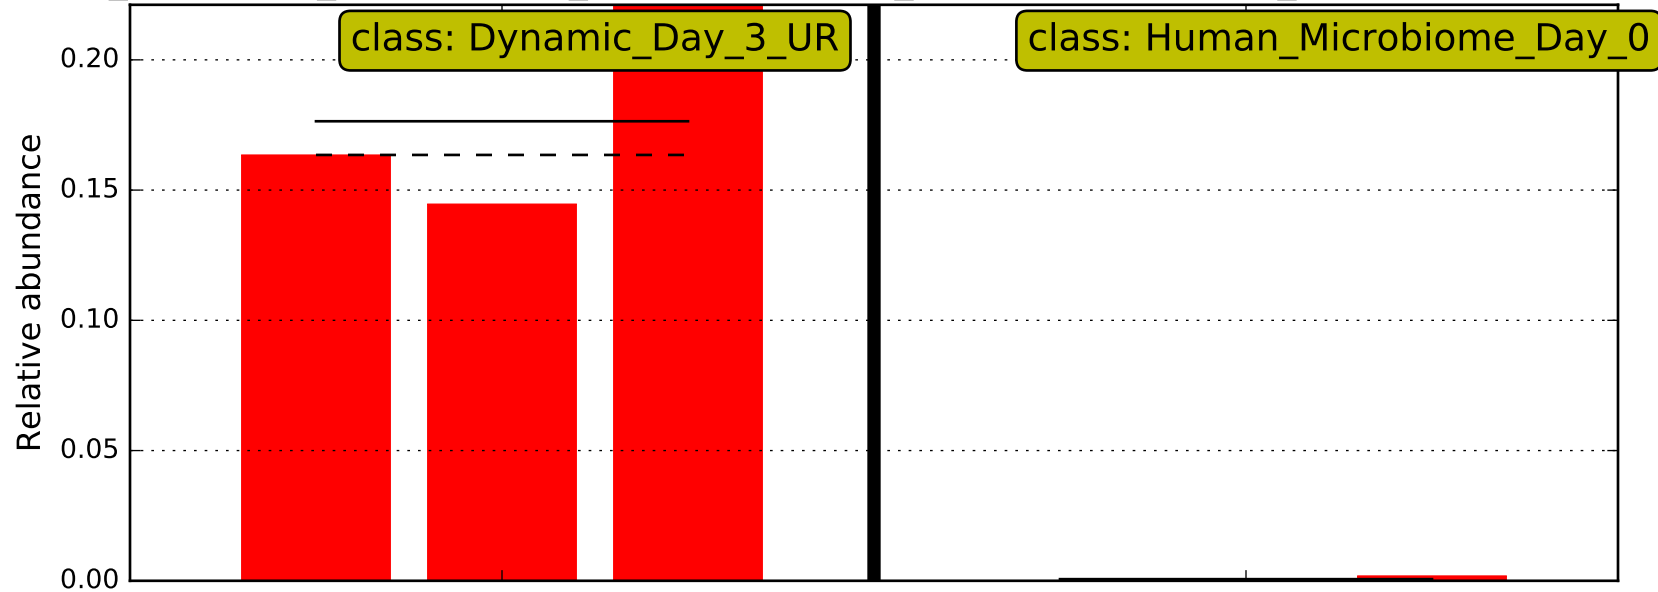 class: Dynamic_Day_3_UR
class: Human_Microbiome_Day_0
Relative abundance
0.20
0.15
0.10
0.05
0.00